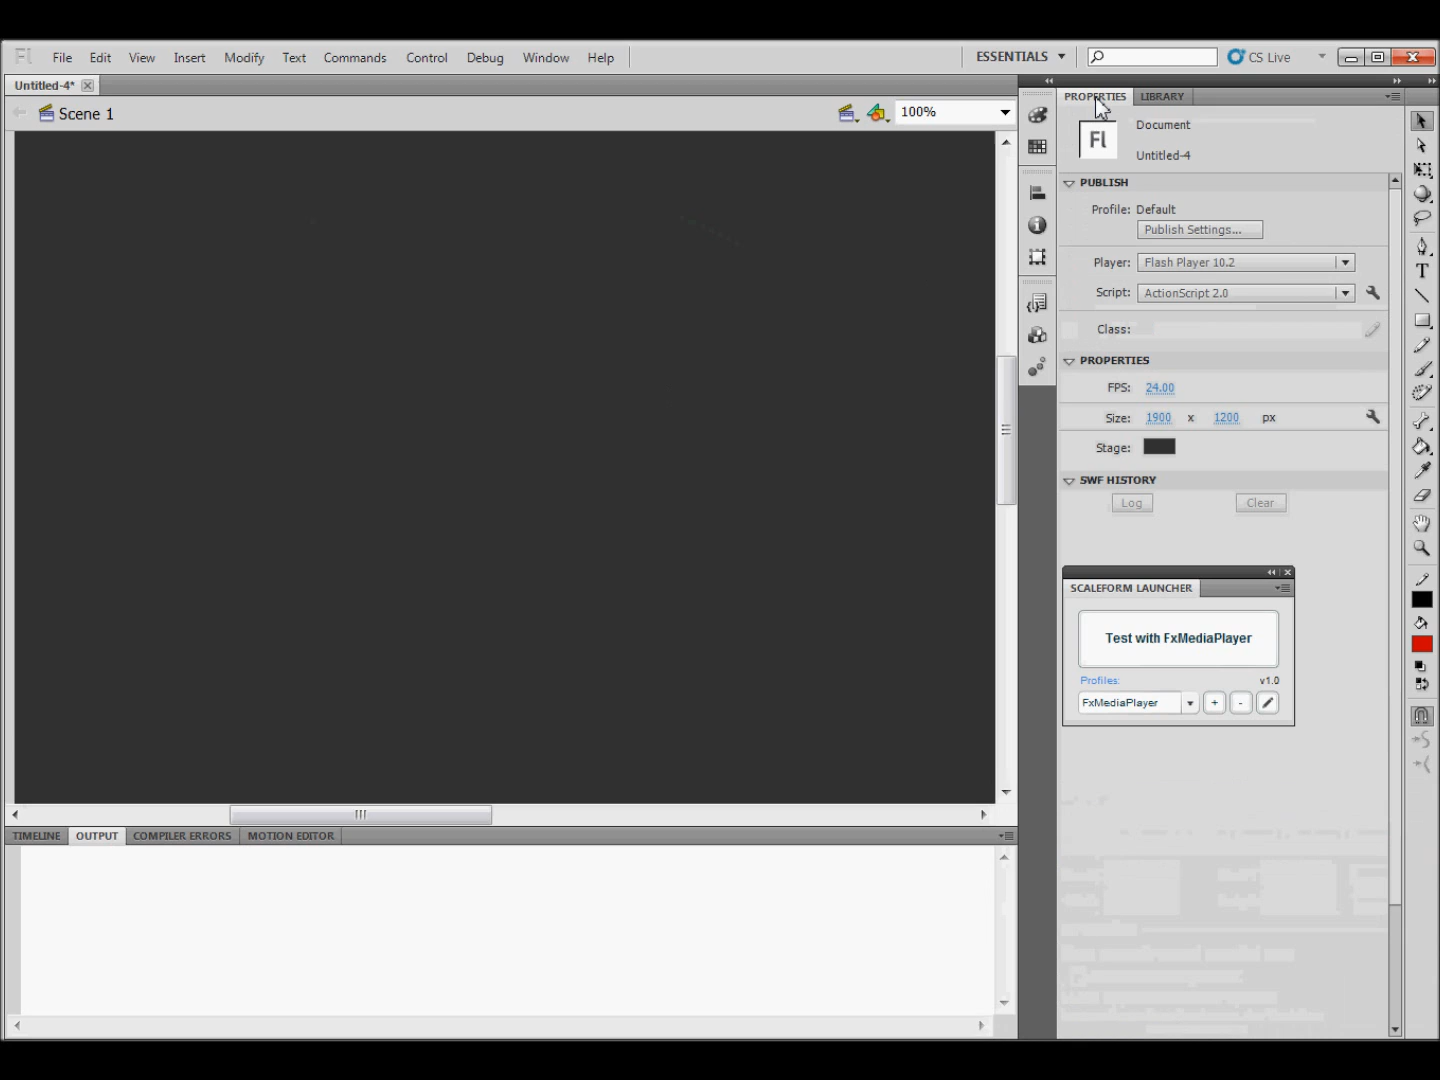 Fl File Edit View Insert Modify Text Commands Control Debug Window Help ESSENTIALS CS Live
Untitled-4*
Scene 1 100%
PROPERTIES LIBRARY
Fl Document
Untitled-4
PUBLISH
Profile: Default
Publish Settings...
Player: Flash Player 10.2
Script: ActionScript 2.0
Class:
PROPERTIES
FPS: 24.00
Size: 1900 x 1200 px
Stage:
SWF HISTORY
Log Clear
SCALEFORM LAUNCHER
Test with FxMediaPlayer
Profiles: v1.0
FxMediaPlayer + -
TIMELINE OUTPUT COMPILER ERRORS MOTION EDITOR